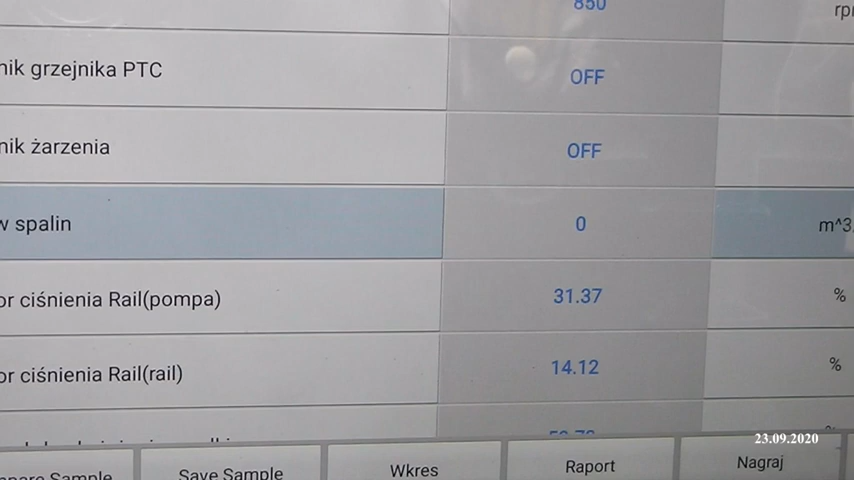 850
nik grzejnika PTC OFF
nik żarzenia OFF
w spalin 0 m^3
or ciśnienia Rail(pompa) 31.37 %
or ciśnienia Rail(rail) 14.12 %
23.09.2020
Save Sample Wkres Raport Nagraj